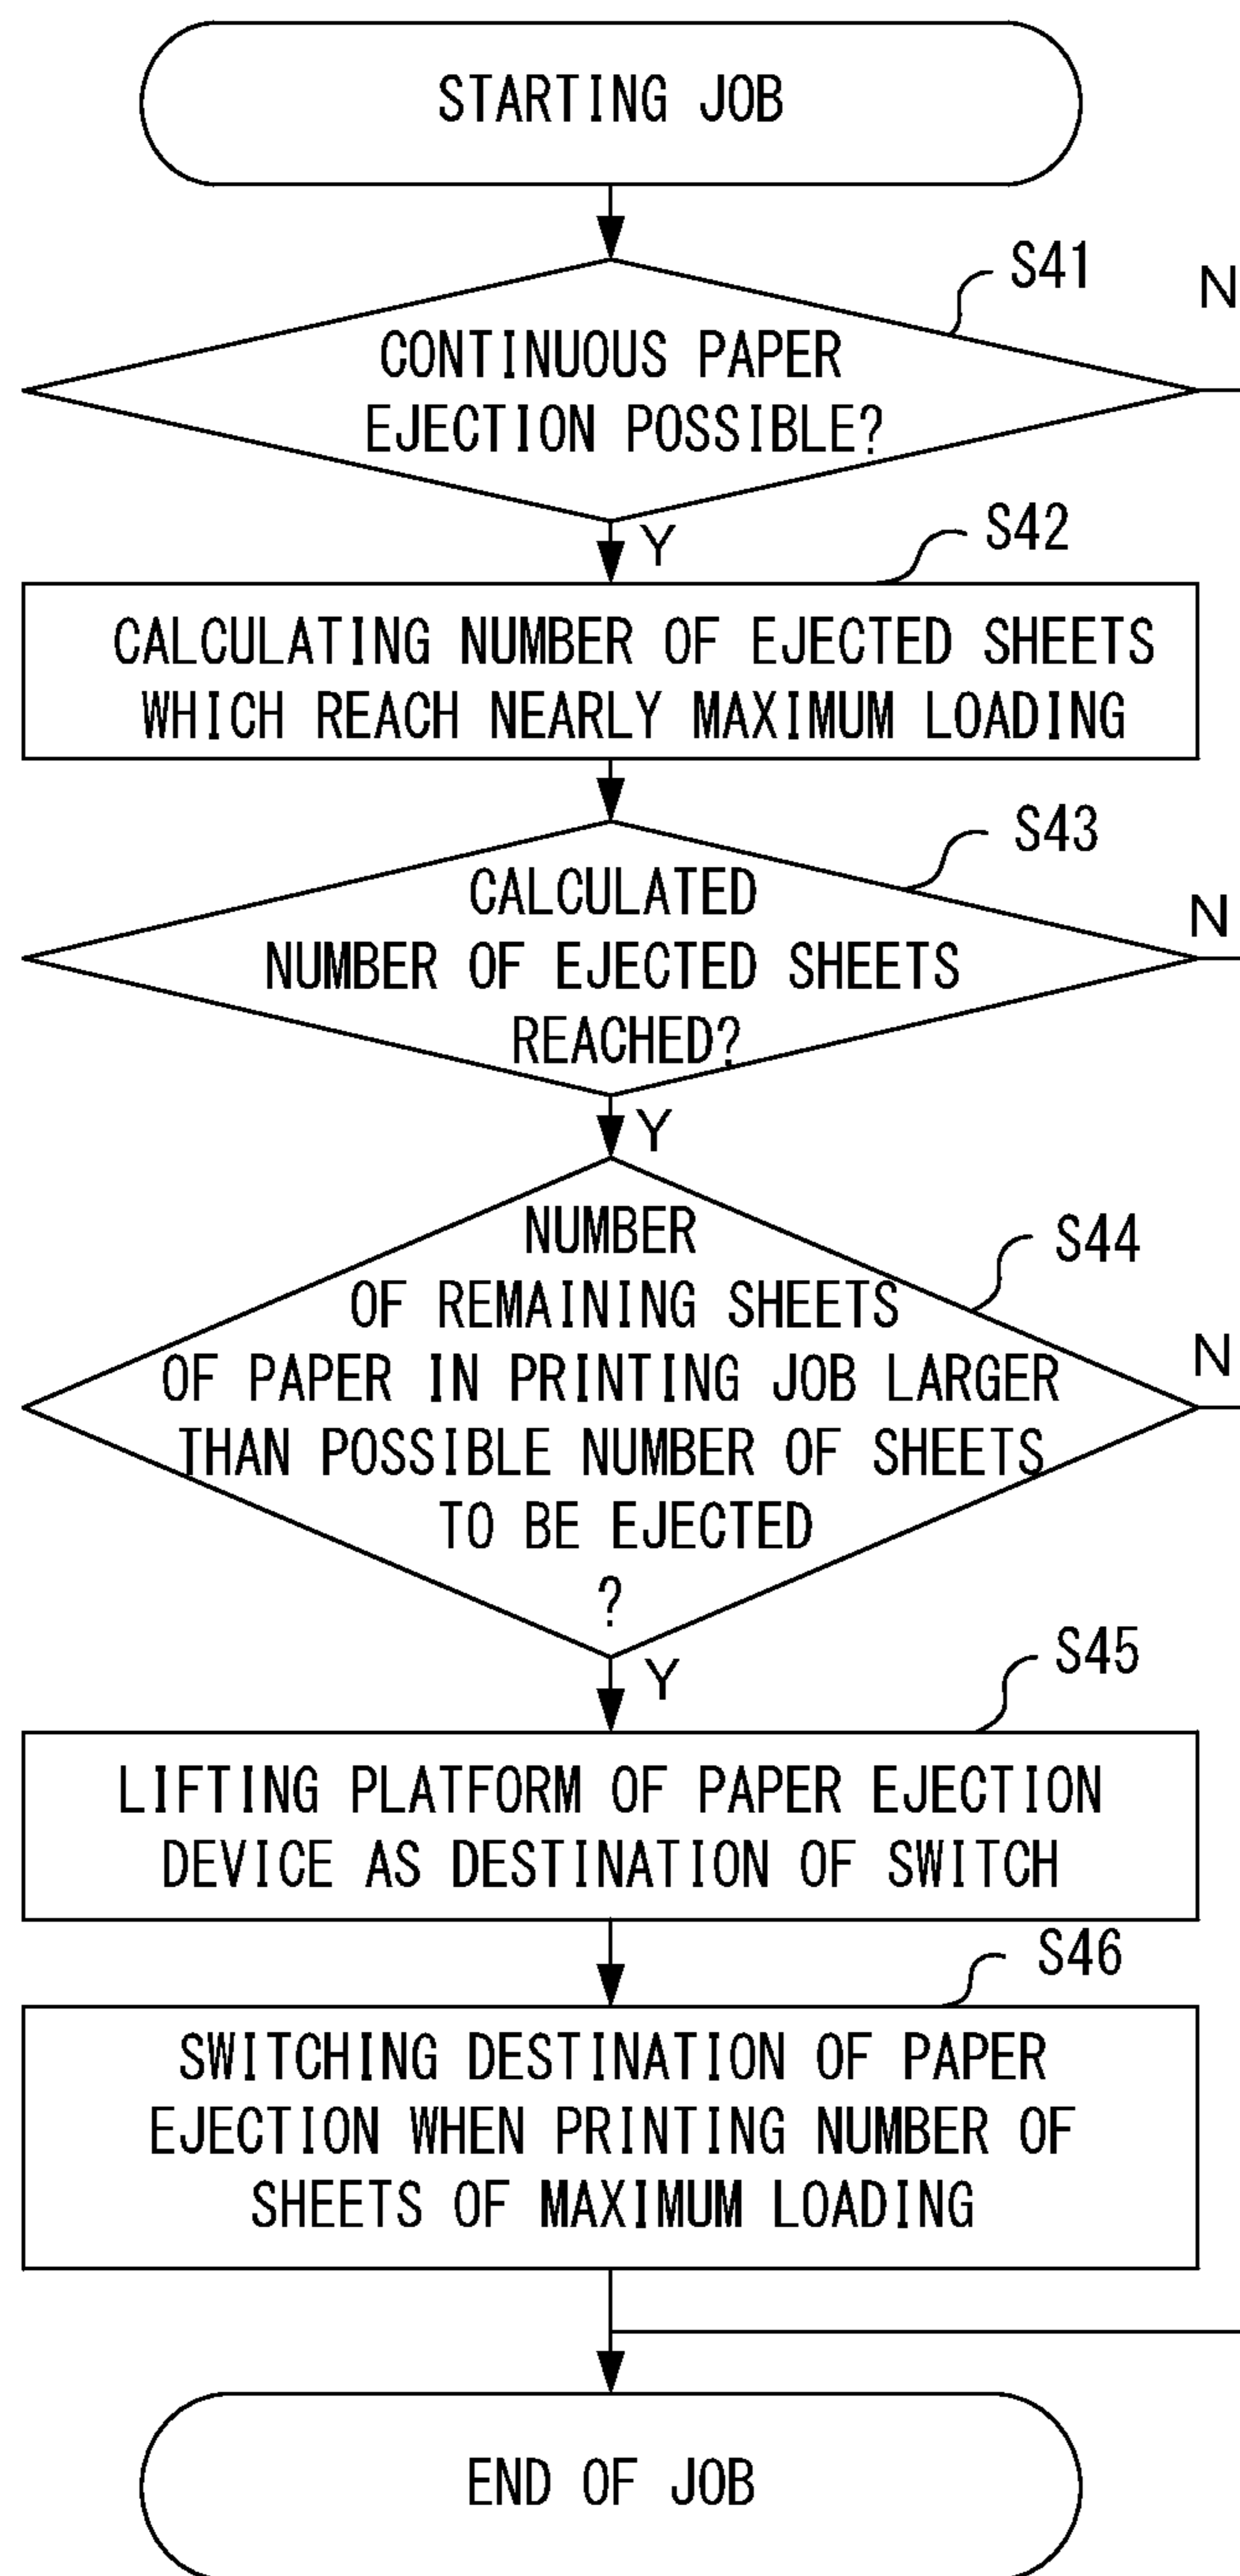 STARTING JOB
S41
N
CONTINUOUS PAPER
EJECTION POSSIBLE?
Y
S42
CALCULATING NUMBER OF EJECTED SHEETS
WHICH REACH NEARLY MAXIMUM LOADING
S43
N
CALCULATED
NUMBER OF EJECTED SHEETS
REACHED?
Y
NUMBER
S44
OF REMAINING SHEETS
N
OF PAPER IN PRINTING JOB LARGER
THAN POSSIBLE NUMBER OF SHEETS
TO BE EJECTED
?
Y
S45
LIFTING PLATFORM OF PAPER EJECTION
DEVICE AS DESTINATION OF SWITCH
S46
SWITCHING DESTINATION OF PAPER
EJECTION WHEN PRINTING NUMBER OF
SHEETS OF MAXIMUM LOADING
END OF JOB